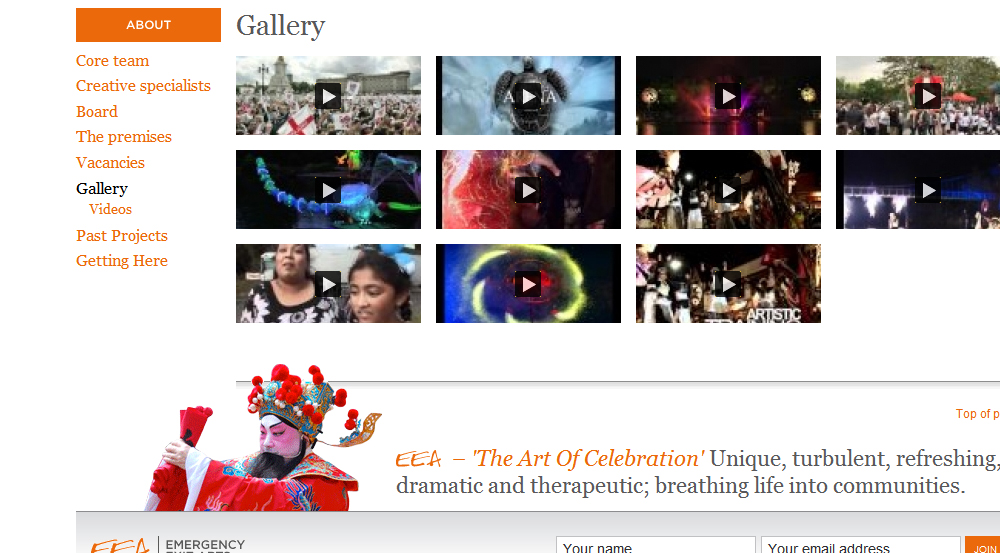 ABOUT
Gallery
Core team
Creative specialists
Board
The premises
Vacancies
Gallery
Videos
Past Projects
Getting Here
ARTISTIC
Top of p
EEA – 'The Art Of Celebration' Unique, turbulent, refreshing,
dramatic and therapeutic; breathing life into communities.
EEA EMERGENCY
EXIT ARTS
Your name
Your email address
JOIN